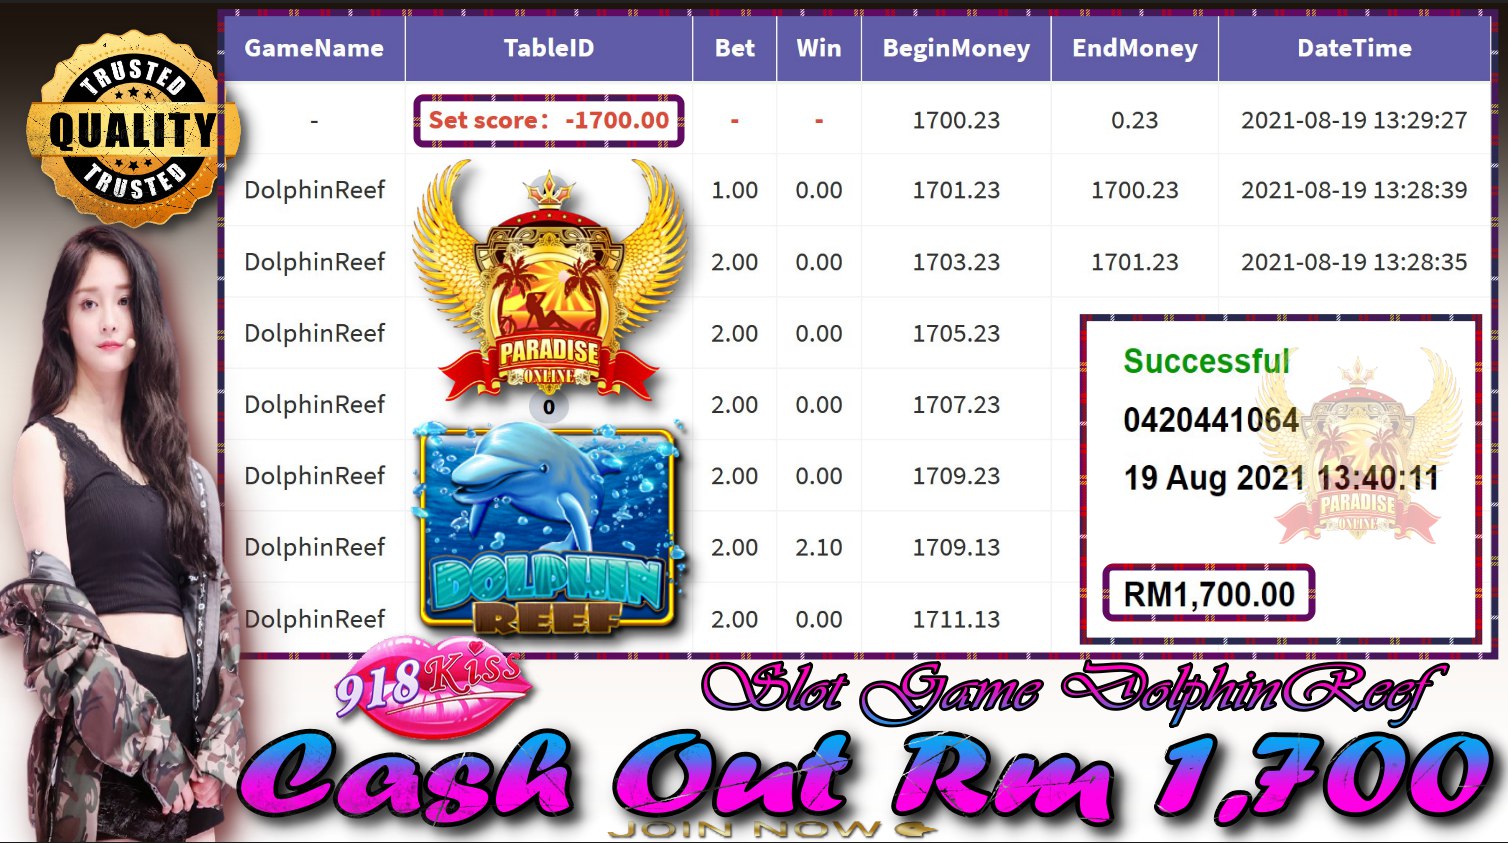 TRUSTED
QUALITY
TRUSTED
GameName TableID Bet Win BeginMoney EndMoney DateTime
- Set score： -1700.00 - - 1700.23 0.23 2021-08-19 13:29:27
DolphinReef 1.00 0.00 1701.23 1700.23 2021-08-19 13:28:39
DolphinReef 2.00 0.00 1703.23 1701.23 2021-08-19 13:28:35
DolphinReef 2.00 0.00 1705.23
DolphinReef 0 2.00 0.00 1707.23
DolphinReef 2.00 0.00 1709.23
DolphinReef 2.00 2.10 1709.13
DolphinReef 2.00 0.00 1711.13
PARADISE
ONLINE
DOLPHIN
REEF
Successful
0420441064
19 Aug 2021 13:40:11
PARADISE
ONLINE
RM1,700.00
918Kiss
Slot Game DolphinReef
Cash Out Rm 1,700
JOIN NOW